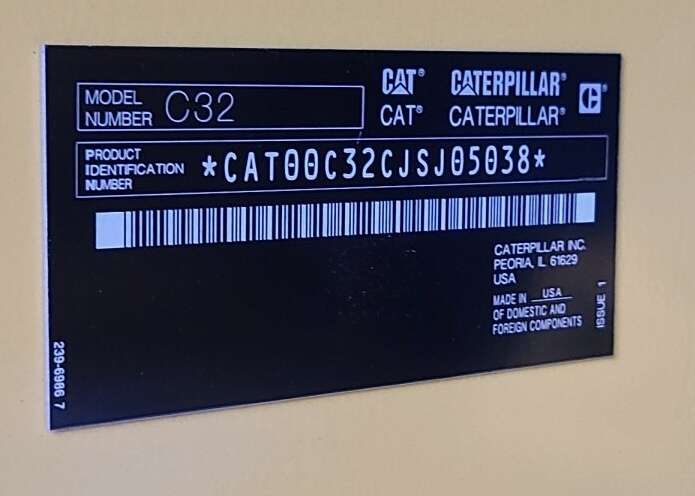 MODEL
NUMBER C32
CAT® CATERPILLAR® C
CAT® CATERPILLAR®
PRODUCT
IDENTIFICATION
NUMBER
*CAT00C32CJSJ05038*
CATERPILLAR INC.
PEORIA, IL 61629
USA
MADE IN USA
OF DOMESTIC AND
FOREIGN COMPONENTS
ISSUE 1
239-6986 7